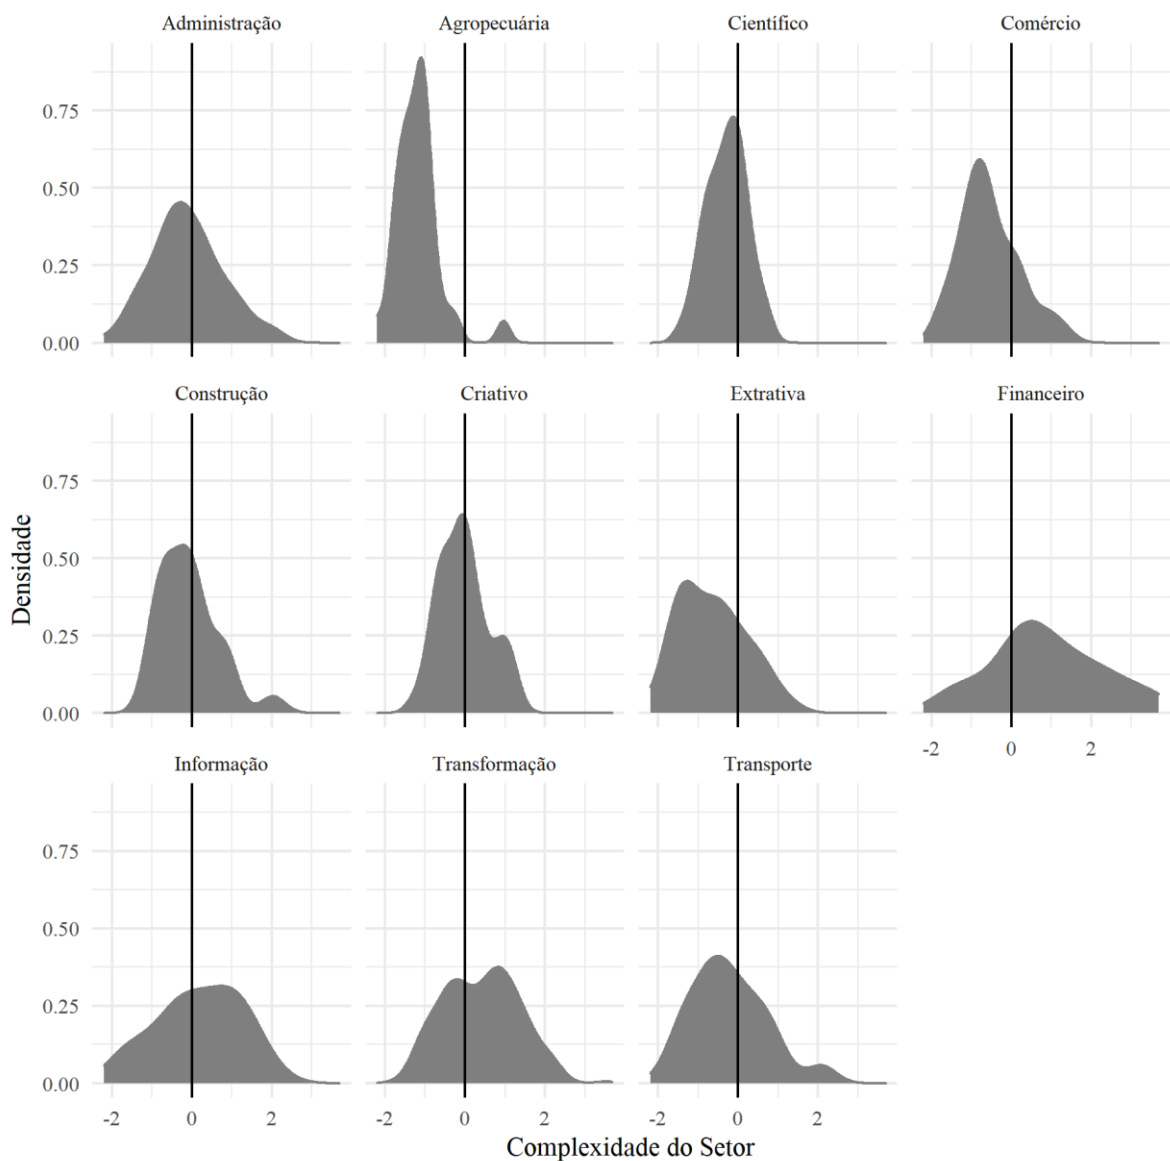 Administração Agropecuária Científico Comércio
0.75
0.50
0.25
0.00
Construção Criativo Extrativa Financeiro
0.75
0.50
0.25
0.00
-2 0 2
Informação Transformação Transporte
0.75
0.50
0.25
0.00
-2 0 2 -2 0 2 -2 0 2
Densidade
Complexidade do Setor